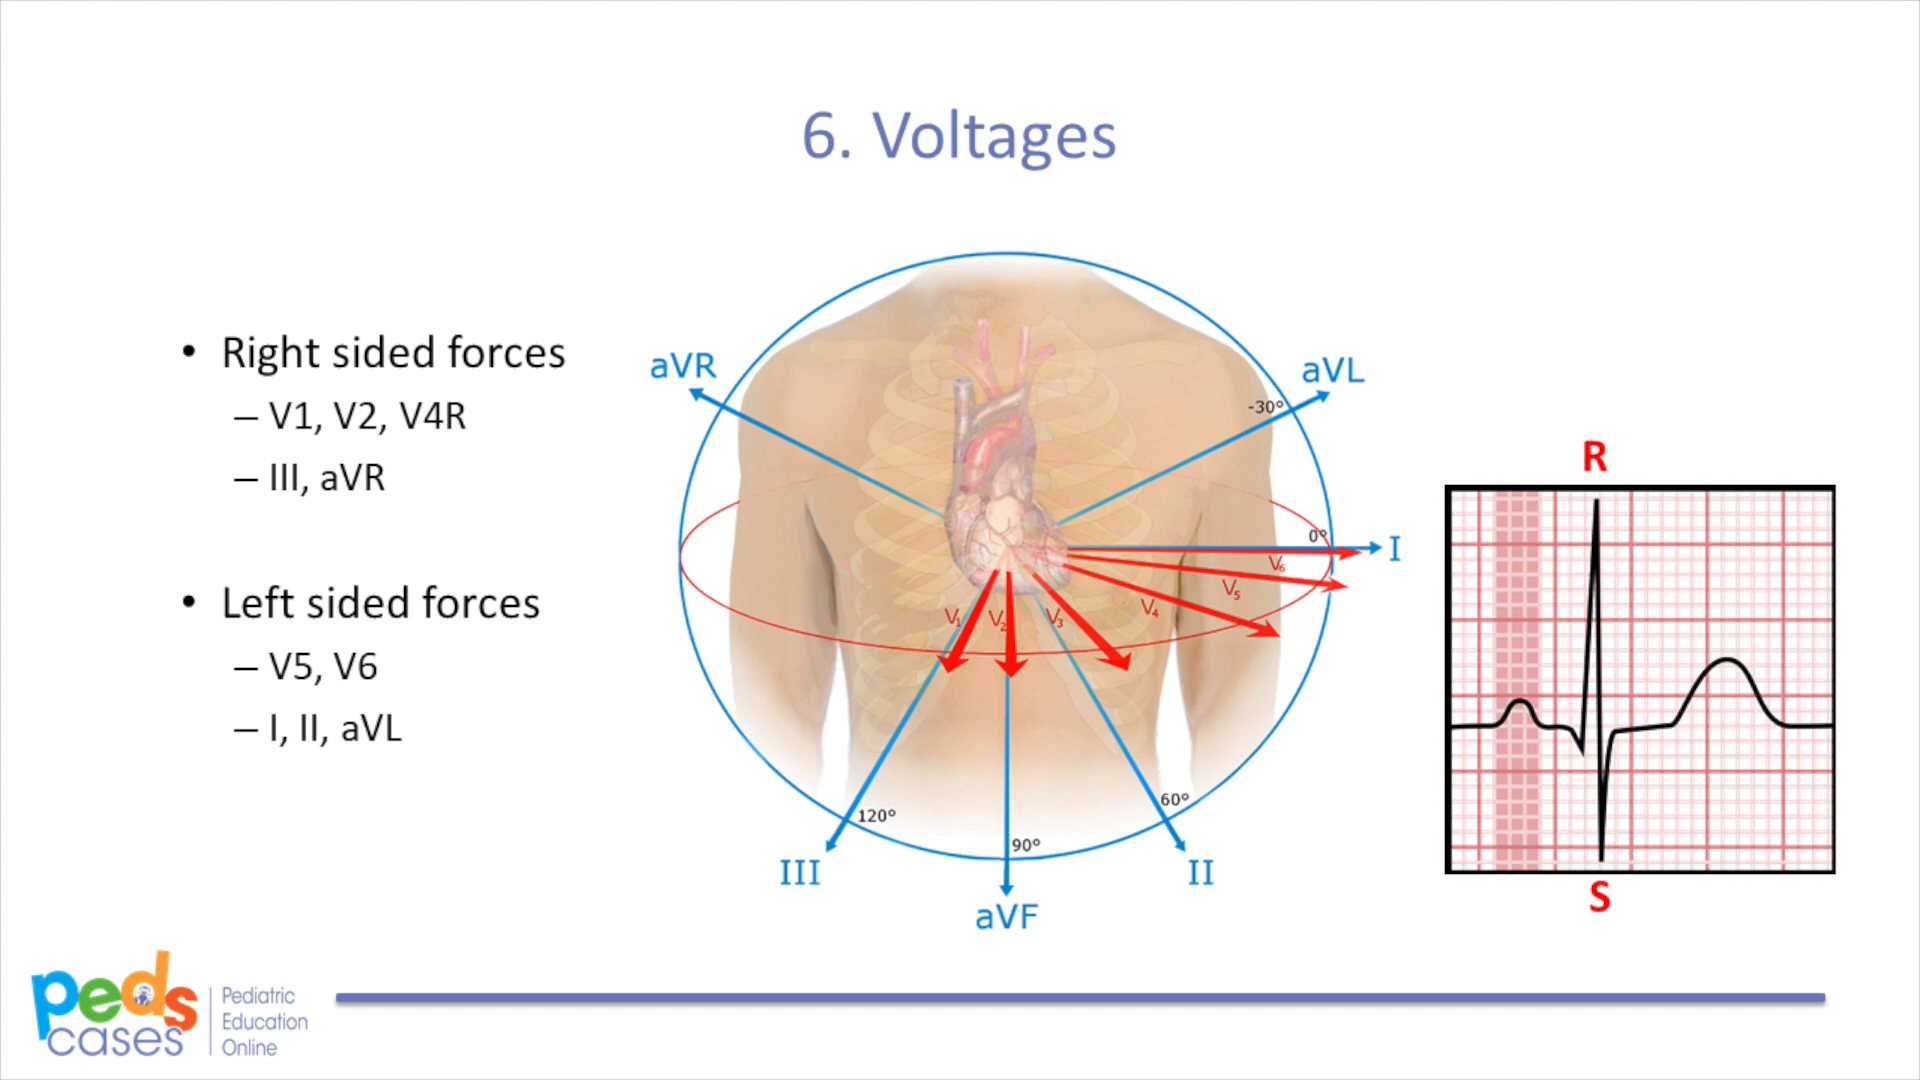 6. Voltages
• Right sided forces
– V1, V2, V4R
– III, aVR
• Left sided forces
– V5, V6
– I, II, aVL
aVR
aVL
-30°
0°
I
V6
V5
V4
V1
V2
V3
120°
60°
90°
III
II
aVF
R
S
peds
cases
Pediatric
Education
Online